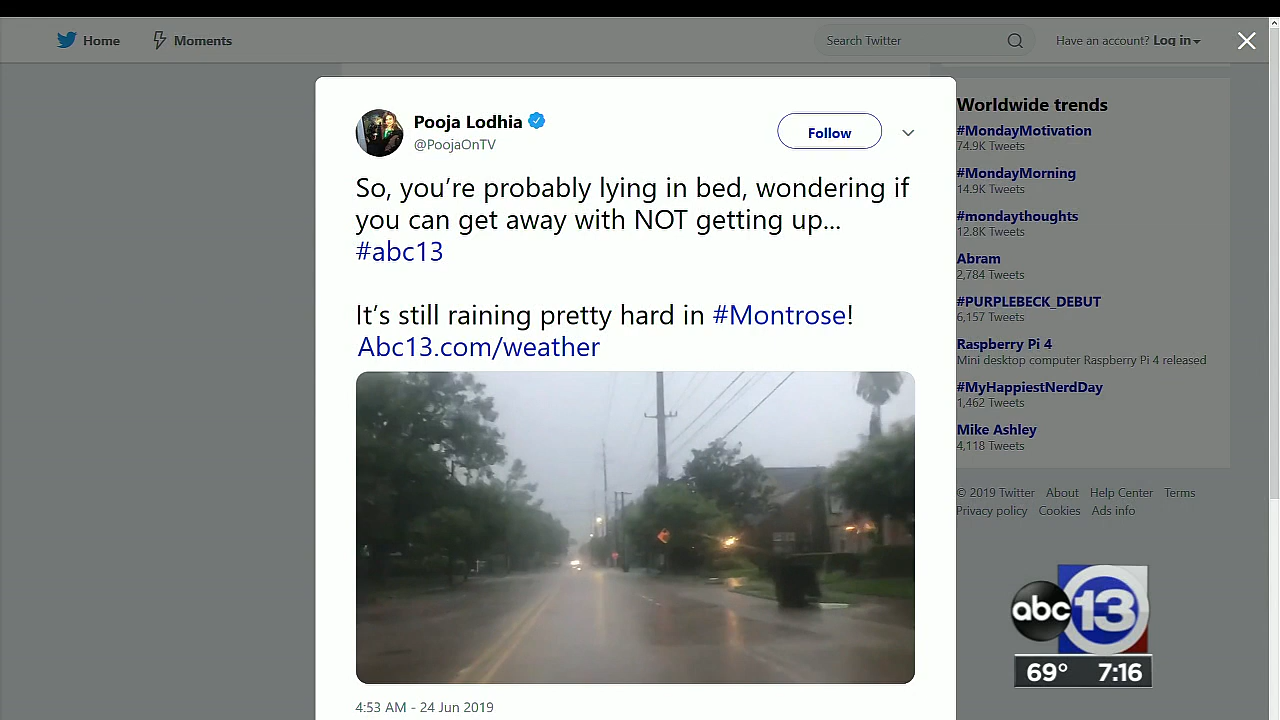 Home
Moments
Search Twitter
Have an account? Log in
Pooja Lodhia
@PoojaOnTV
Follow
So, you're probably lying in bed, wondering if
you can get away with NOT getting up...
#abc13
It's still raining pretty hard in #Montrose!
Abc13.com/weather
4:53 AM - 24 Jun 2019
Worldwide trends
#MondayMotivation
74.9K Tweets
#MondayMorning
14.9K Tweets
#mondaythoughts
12.8K Tweets
Abram
2,784 Tweets
#PURPLEBECK_DEBUT
6,157 Tweets
Raspberry Pi 4
Mini desktop computer Raspberry Pi 4 released
#MyHappiestNerdDay
1,462 Tweets
Mike Ashley
4,118 Tweets
© 2019 Twitter About Help Center Terms
Privacy policy Cookies Ads info
abc 13
69° 7:16